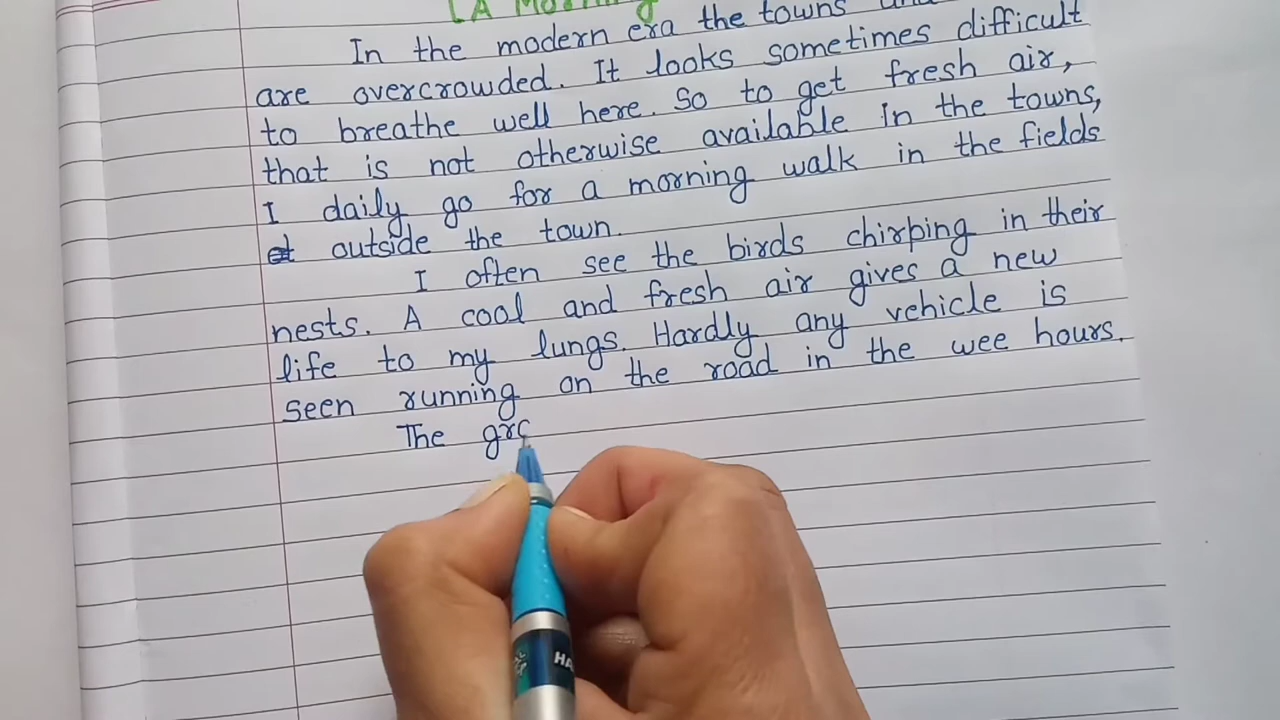 [A Morning
In the modern era the towns
are overcrowded. It looks sometimes difficult
to breathe well here. So to get fresh air,
that is not otherwise available in the towns,
I daily go for a morning walk in the fields
outside the town.
I often see the birds chirping in their
nests. A cool and fresh air gives a new
life to my lungs. Hardly any vehicle is
seen running on the road in the wee hours.
The gra
HA